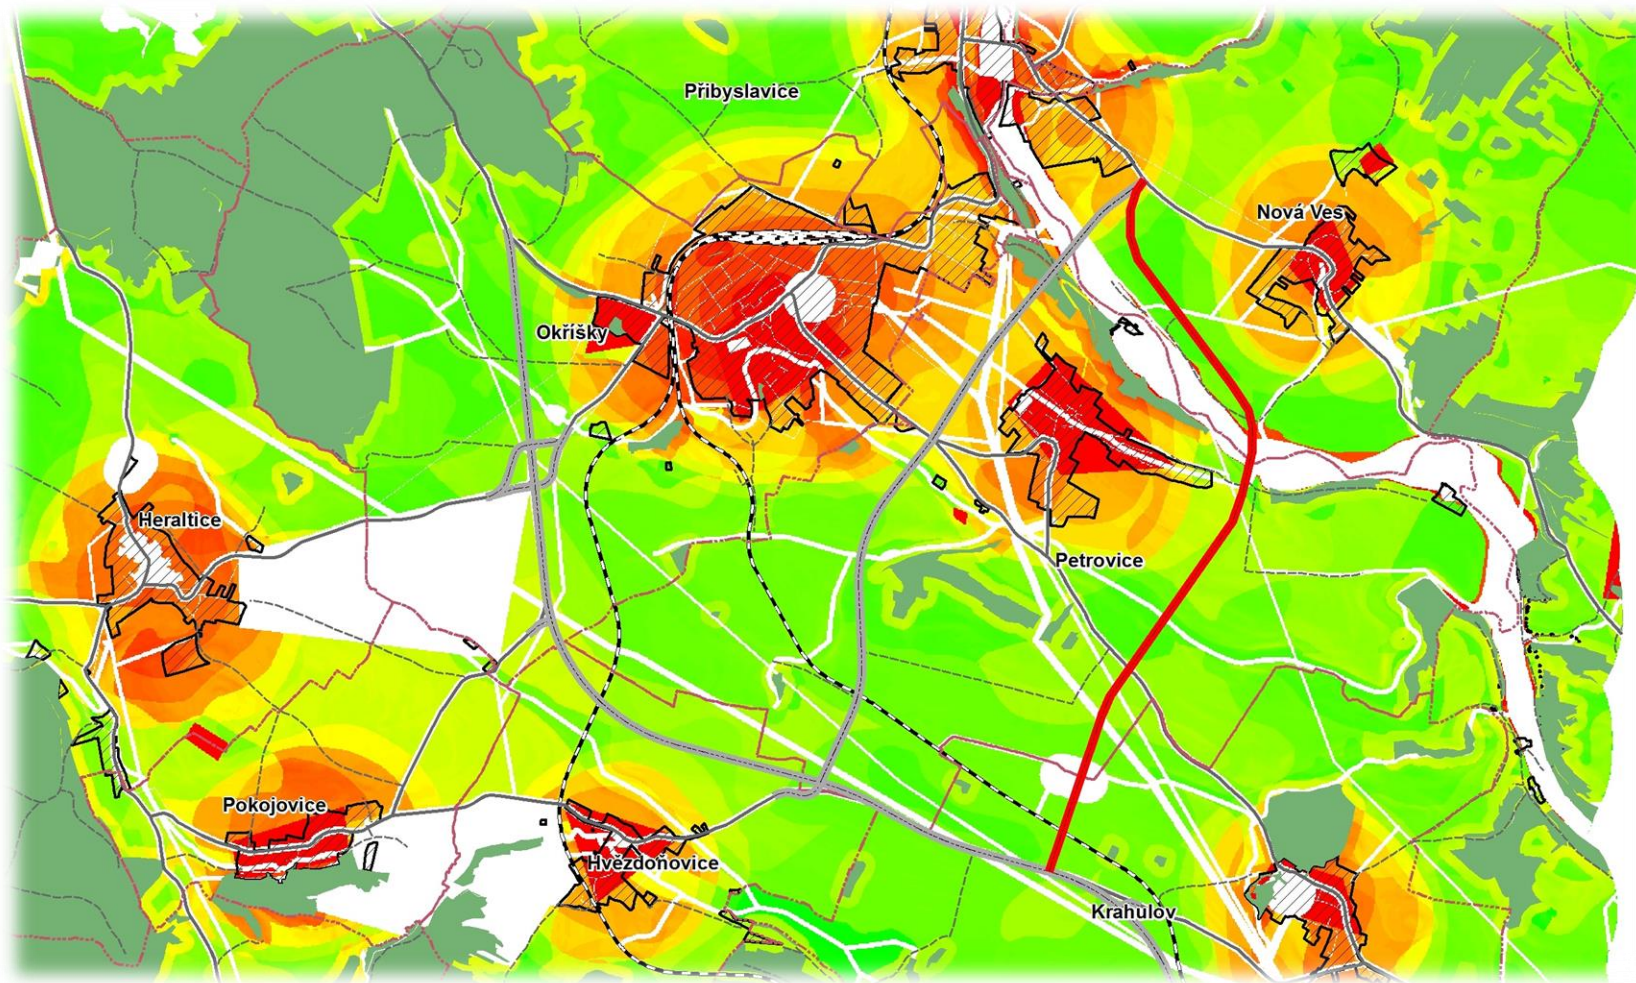 Přibyslavice
Nová Ves
Okříšky
Heraltice
Petrovice
Pokojovice
Hvězdoňovice
Krahulov